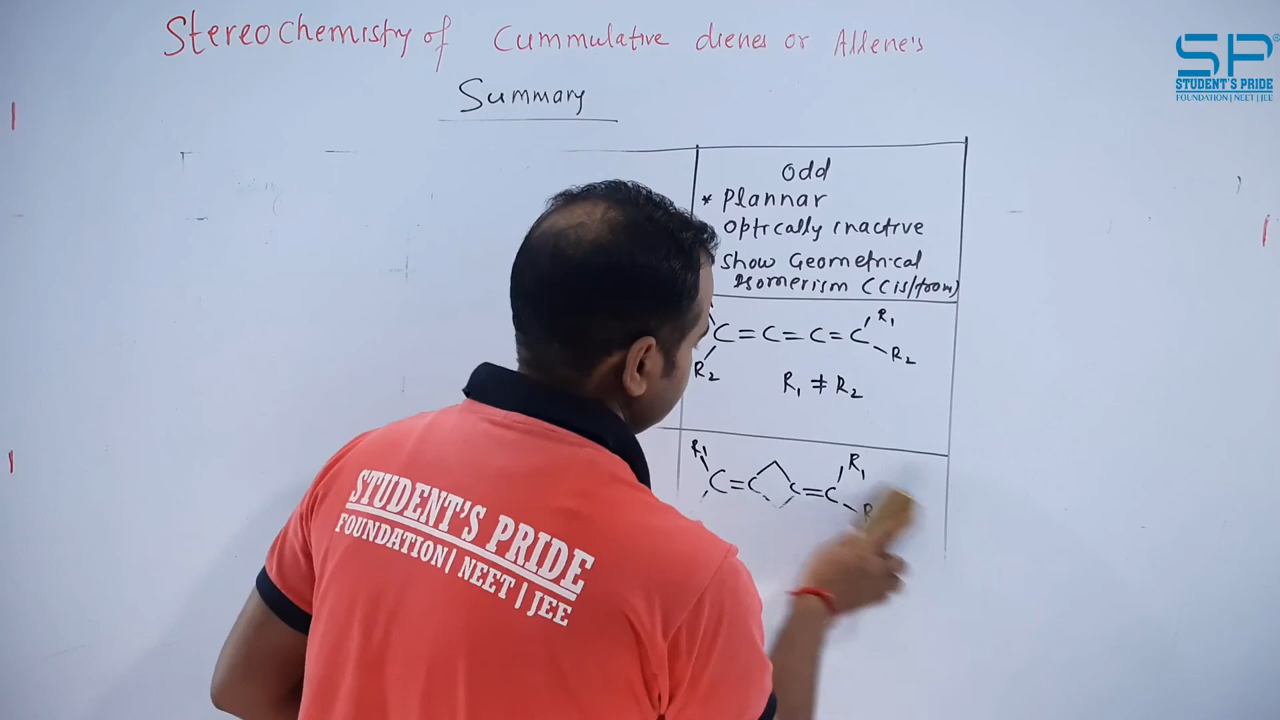 Stereochemistry of Cummulative dienes or Allene's
SP®
STUDENT'S PRIDE
FOUNDATION | NEET | JEE
Summary
Odd
* Plannar
Optically inactive
Show Geometrical
Isomerism (Cis/trans)
R1
C=C=C=C
R2
R2
R1 ≠ R2
R1
R1
C=C C=C
R
STUDENT'S PRIDE
FOUNDATION | NEET | JEE